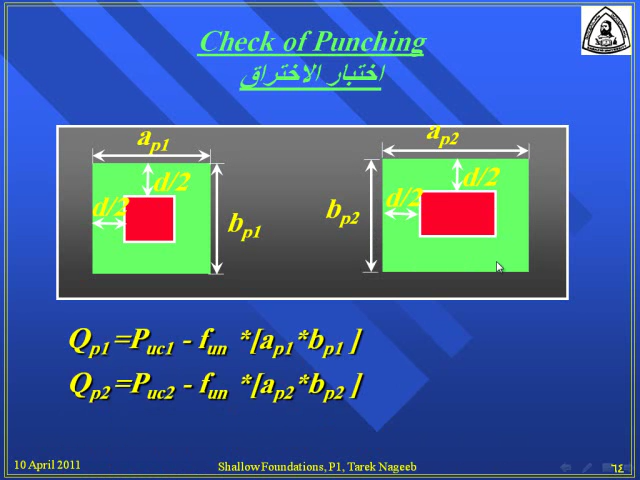 Check of Punching
اختبار الاختراق
a_p1
a_p2
d/2
d/2
d/2
d/2
b_p1
b_p2
Q_p1 =P_uc1 - f_un *[a_p1*b_p1 ]
Q_p2 =P_uc2 - f_un *[a_p2*b_p2 ]
10 April 2011
Shallow Foundations, P1, Tarek Nageeb
٦٤